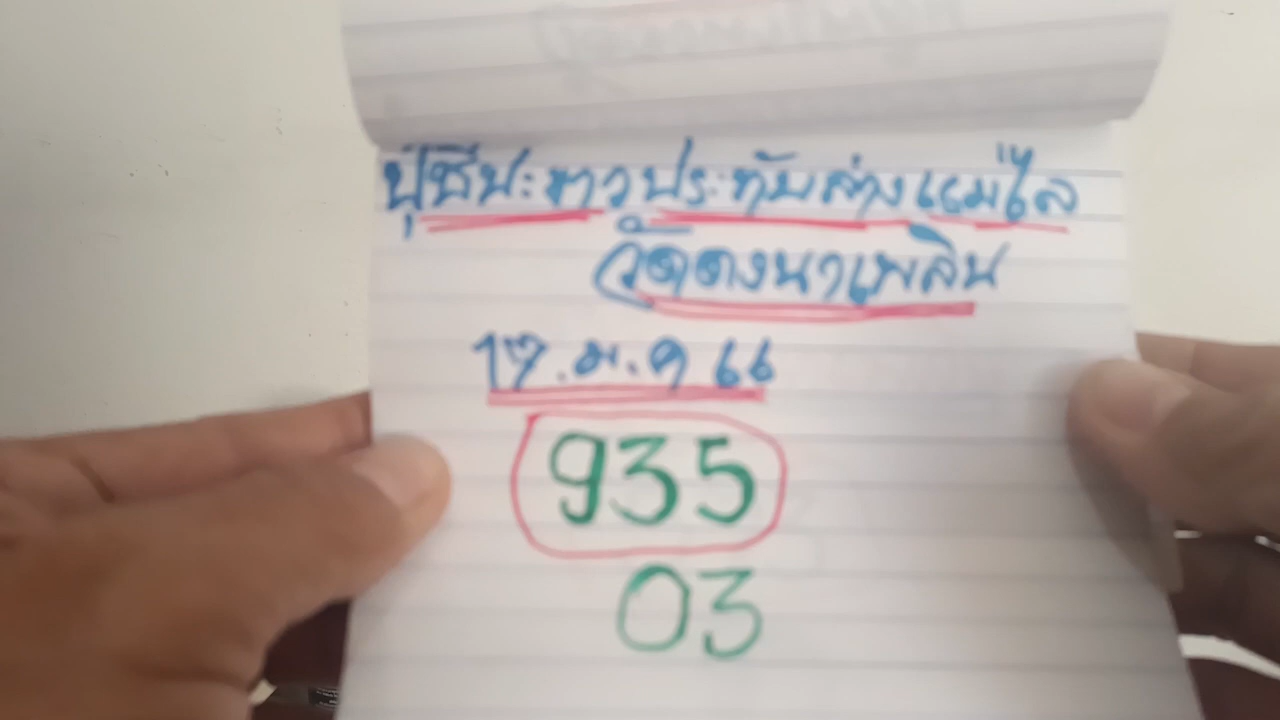 ปู่ชีปะขาวประทับล่างแม่ไล
วัดดงนาเพลิน
17.ม.ค 66
935
03